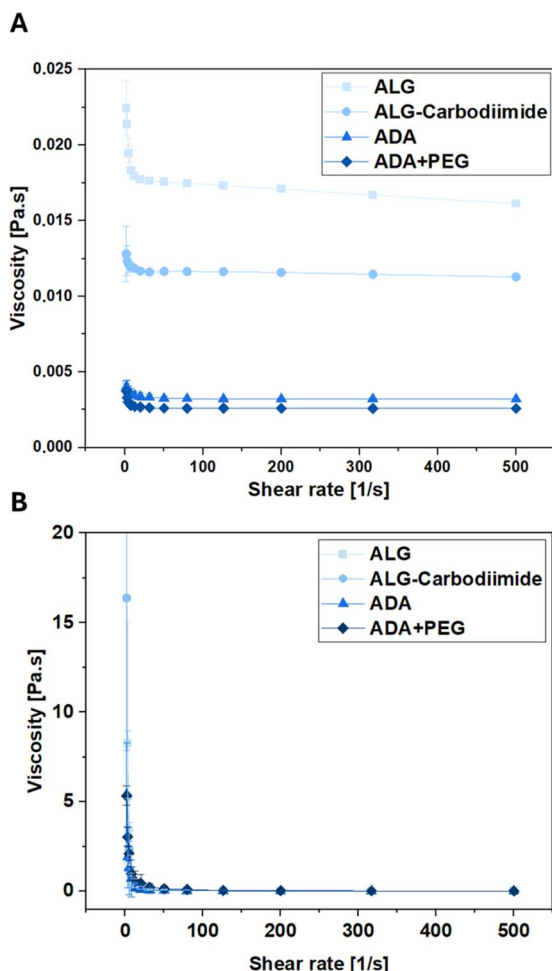 A
0.025
0.020
0.015
0.010
0.005
0.000
Viscosity [Pa.s]
ALG
ALG-Carbodiimide
ADA
ADA+PEG
0 100 200 300 400 500
Shear rate [1/s]
B
20
15
10
5
0
Viscosity [Pa.s]
ALG
ALG-Carbodiimide
ADA
ADA+PEG
0 100 200 300 400 500
Shear rate [1/s]